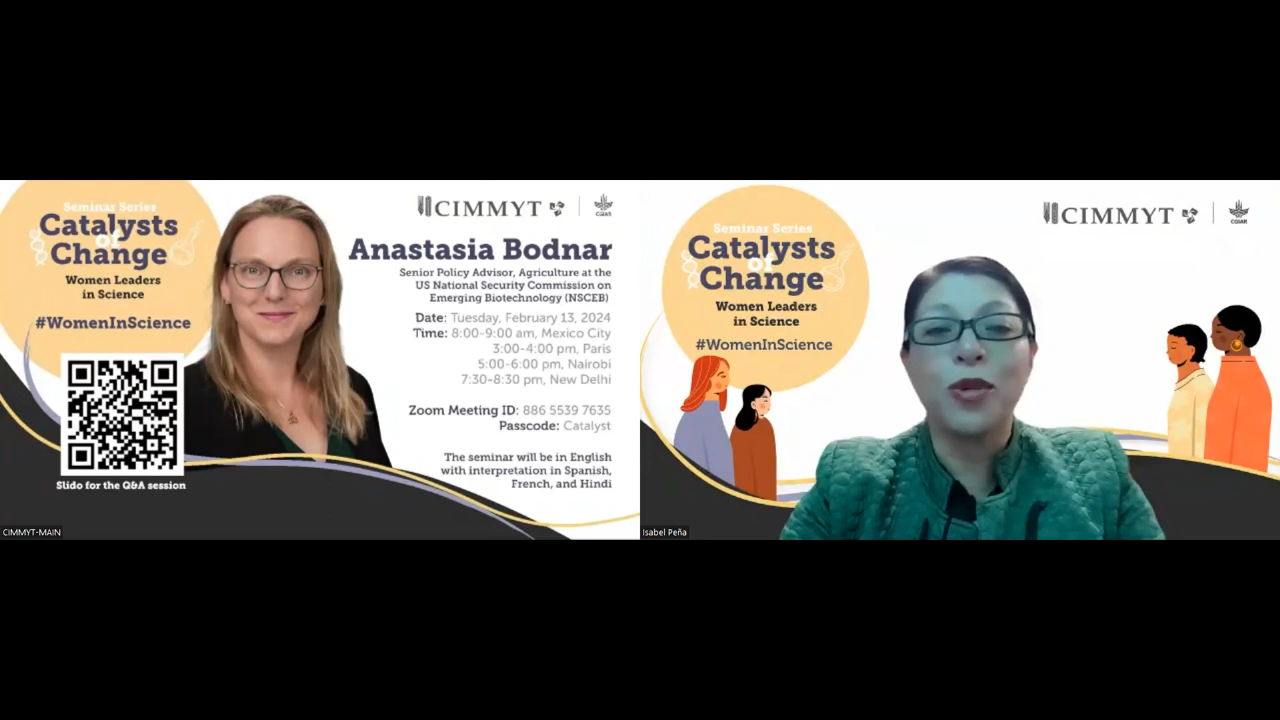 Seminar Series
Catalysts
of
Change
Women Leaders
in Science
#WomenInScience
Slido for the Q&A session
CIMMYT-MAIN
CIMMYT
CGIAR
Anastasia Bodnar
Senior Policy Advisor, Agriculture at the
US National Security Commission on
Emerging Biotechnology (NSCEB)
Date: Tuesday, February 13, 2024
Time: 8:00-9:00 am, Mexico City
3:00-4:00 pm, Paris
5:00-6:00 pm, Nairobi
7:30-8:30 pm, New Delhi
Zoom Meeting ID: 886 5539 7635
Passcode: Catalyst
The seminar will be in English
with interpretation in Spanish,
French, and Hindi
Seminar Series
Catalysts
of
Change
Women Leaders
in Science
#WomenInScience
CIMMYT
CGIAR
Isabel Peña